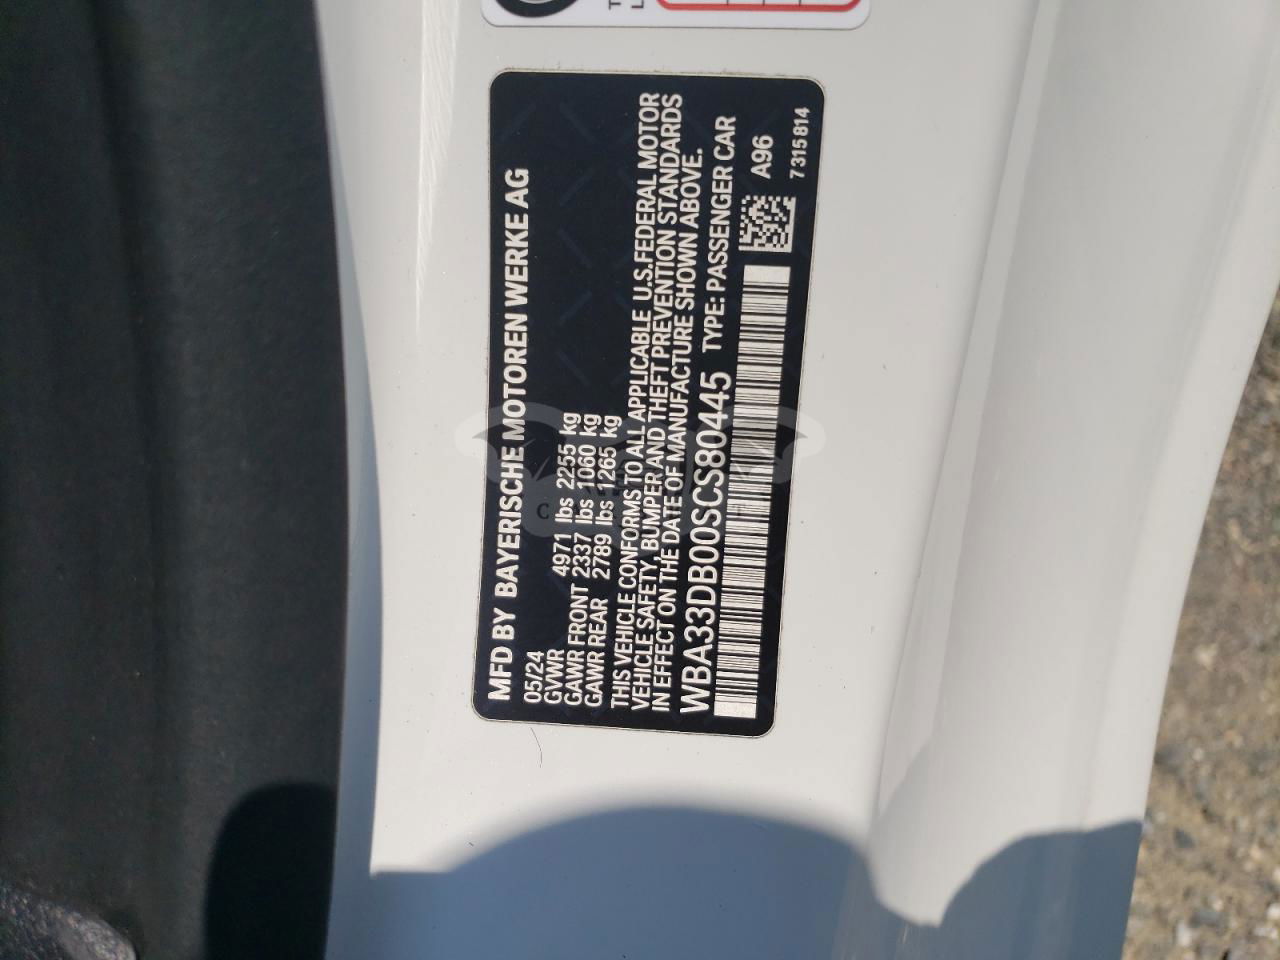 MFD BY BAYERISCHE MOTOREN WERKE AG
05/24
GVWR 4971 lbs 2255 kg
GAWR FRONT 2337 lbs 1060 kg
GAWR REAR 2789 lbs 1265 kg
THIS VEHICLE CONFORMS TO ALL APPLICABLE U.S.FEDERAL MOTOR
VEHICLE SAFETY, BUMPER AND THEFT PREVENTION STANDARDS
IN EFFECT ON THE DATE OF MANUFACTURE SHOWN ABOVE.
WBA33DB00SCS80445 TYPE: PASSENGER CAR
A96
7315814